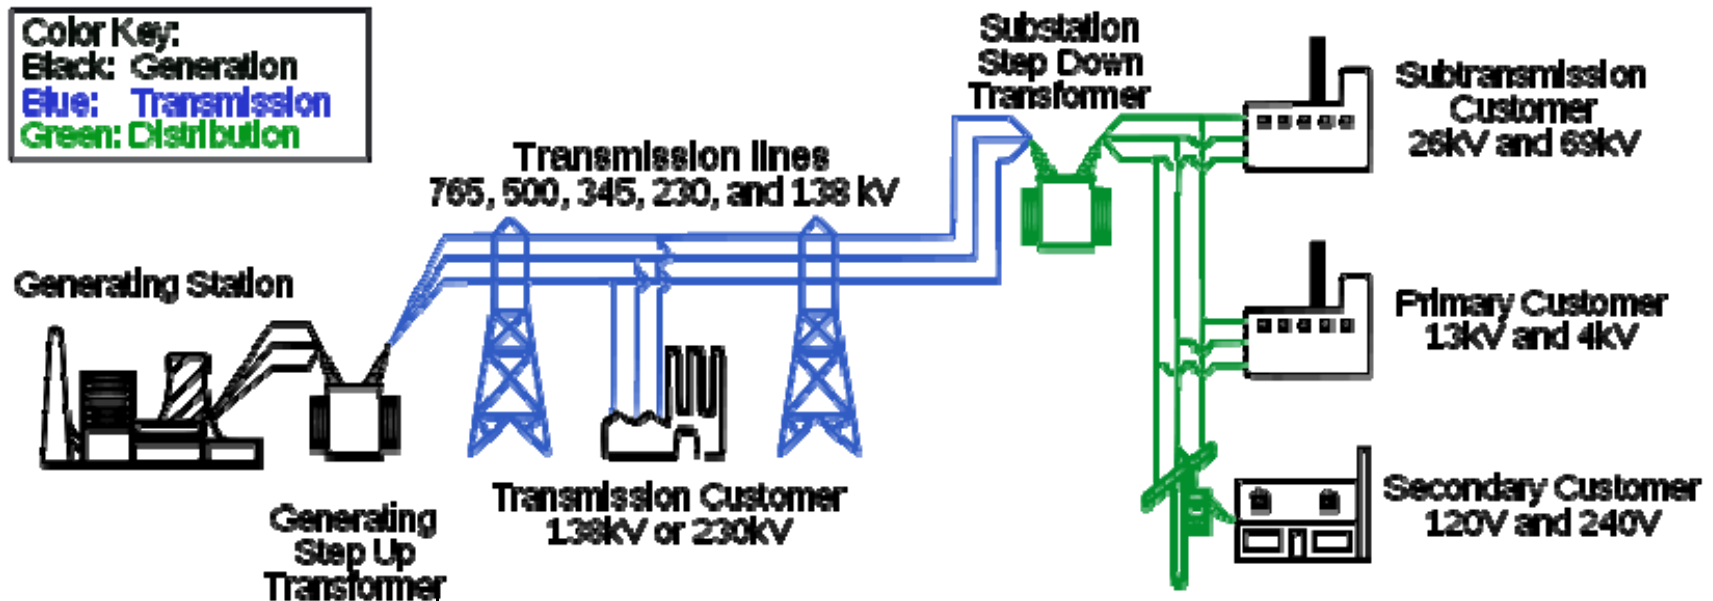 Color Key:
Black: Generation
Blue: Transmission
Green: Distribution
Substation
Step Down
Transformer
Subtransmission
Customer
26kV and 69kV
Transmission lines
765, 500, 345, 230, and 138 kV
Generating Station
Primary Customer
13kV and 4kV
Transmission Customer
138kV or 230kV
Generating
Step Up
Transformer
Secondary Customer
120V and 240V